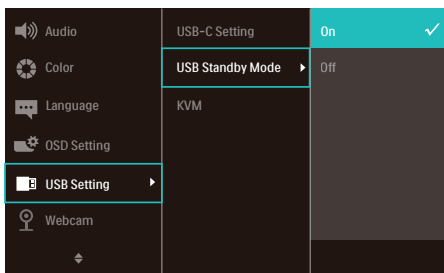 Audio
Color
Language
OSD Setting
USB Setting
Webcam
USB-C Setting
USB Standby Mode
KVM
On
Off